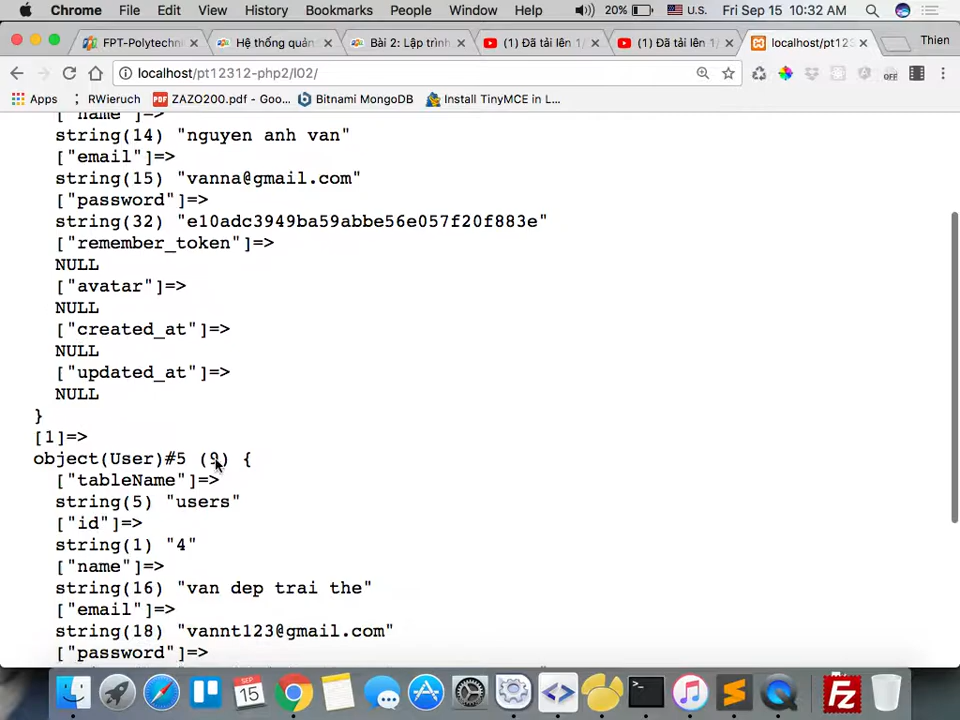 Chrome File Edit View History Bookmarks People Window Help 20% U.S. Fri Sep 15 10:32 AM
FPT-Polytechni Hệ thống quản Bài 2: Lập trình (1) Đã tải lên 1/ (1) Đã tải lên 1/ localhost/pt123 Thien
localhost/pt12312-php2/l02/
Apps RWieruch ZAZO200.pdf - Goo... Bitnami MongoDB Install TinyMCE in L...
["name"]=>
string(14) "nguyen anh van"
["email"]=>
string(15) "vanna@gmail.com"
["password"]=>
string(32) "e10adc3949ba59abbe56e057f20f883e"
["remember_token"]=>
NULL
["avatar"]=>
NULL
["created_at"]=>
NULL
["updated_at"]=>
NULL
}
[1]=>
object(User)#5 (9) {
["tableName"]=>
string(5) "users"
["id"]=>
string(1) "4"
["name"]=>
string(16) "van dep trai the"
["email"]=>
string(18) "vannt123@gmail.com"
["password"]=>